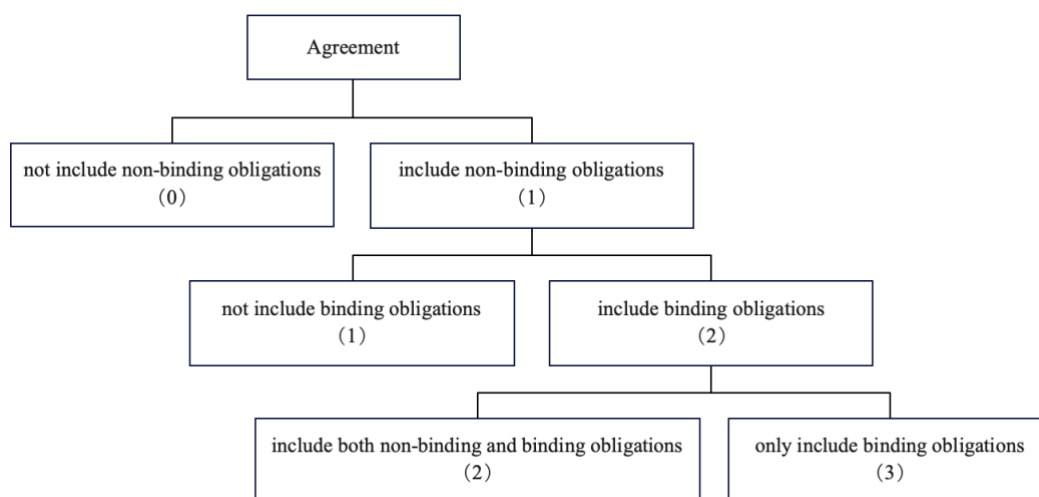 Agreement
not include non-binding obligations
（0）
include non-binding obligations
（1）
not include binding obligations
（1）
include binding obligations
（2）
include both non-binding and binding obligations
（2）
only include binding obligations
（3）